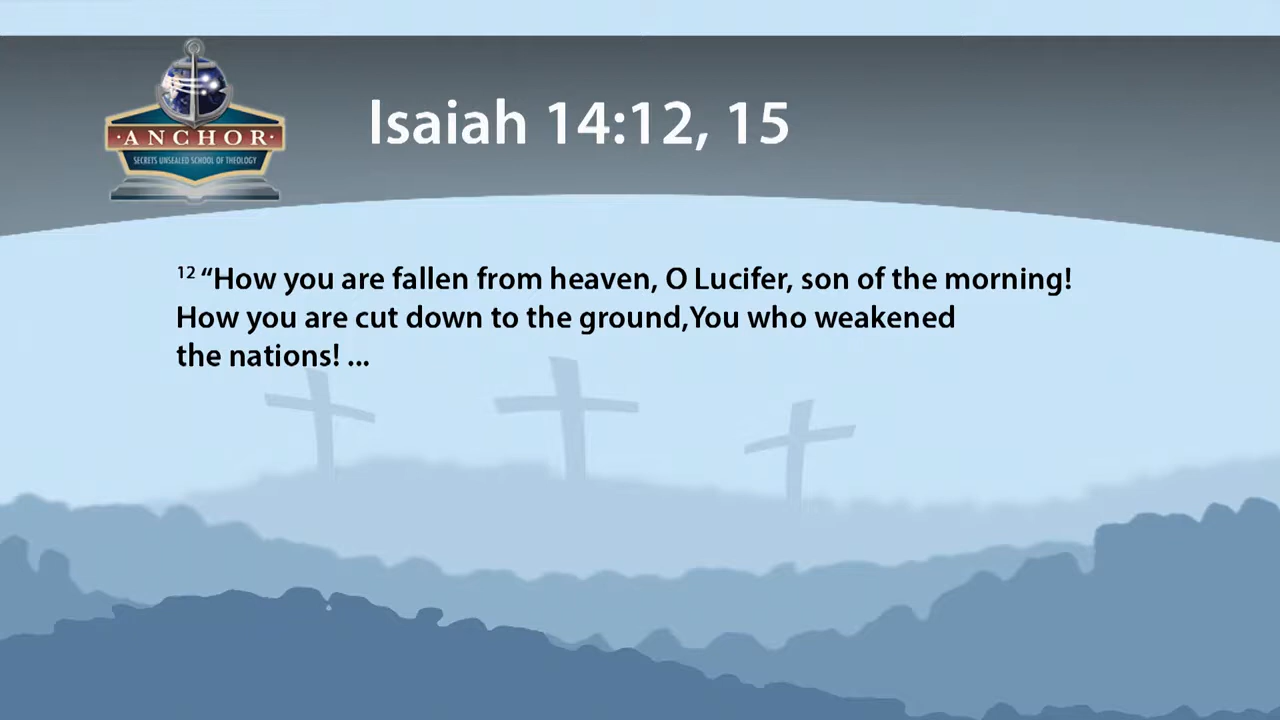 ·ANCHOR·
SECRETS UNSEALED SCHOOL OF THEOLOGY
Isaiah 14:12, 15
12 “How you are fallen from heaven, O Lucifer, son of the morning!
How you are cut down to the ground,You who weakened
the nations! ...